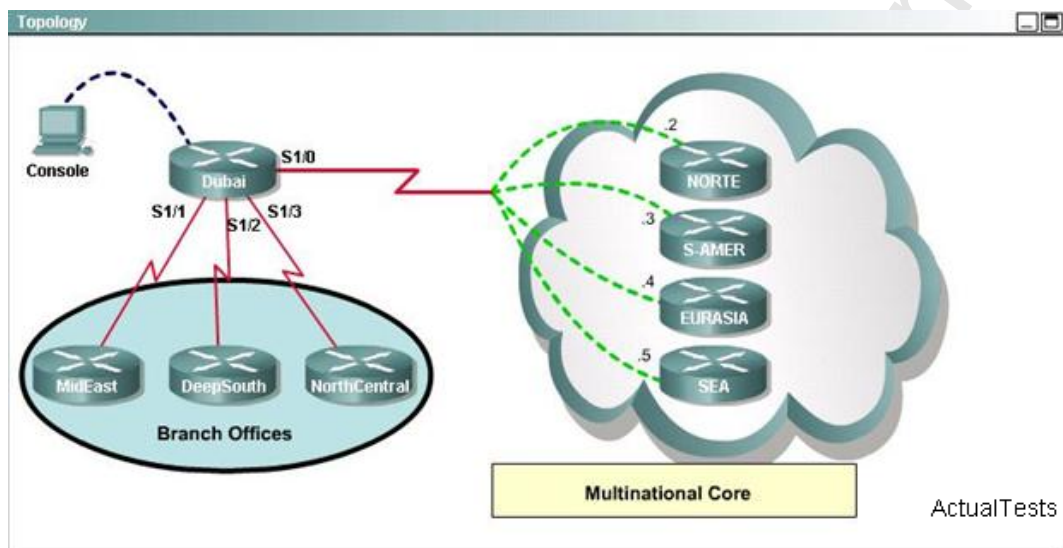 Topology
Console
Dubai
S1/0
S1/1
S1/2
S1/3
MidEast
DeepSouth
NorthCentral
Branch Offices
.2
NORTE
.3
S-AMER
.4
EURASIA
.5
SEA
Multinational Core
ActualTests